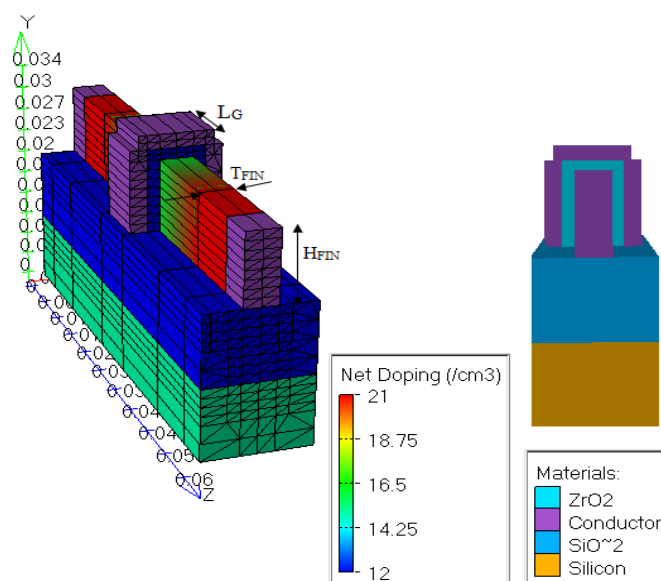 Y
0.034
0.03
0.027
0.023
0.02
LG
TFIN
HFIN
0.06
Z
Net Doping (/cm3)
21
18.75
16.5
14.25
12
Materials:
ZrO2
Conductor
SiO~2
Silicon